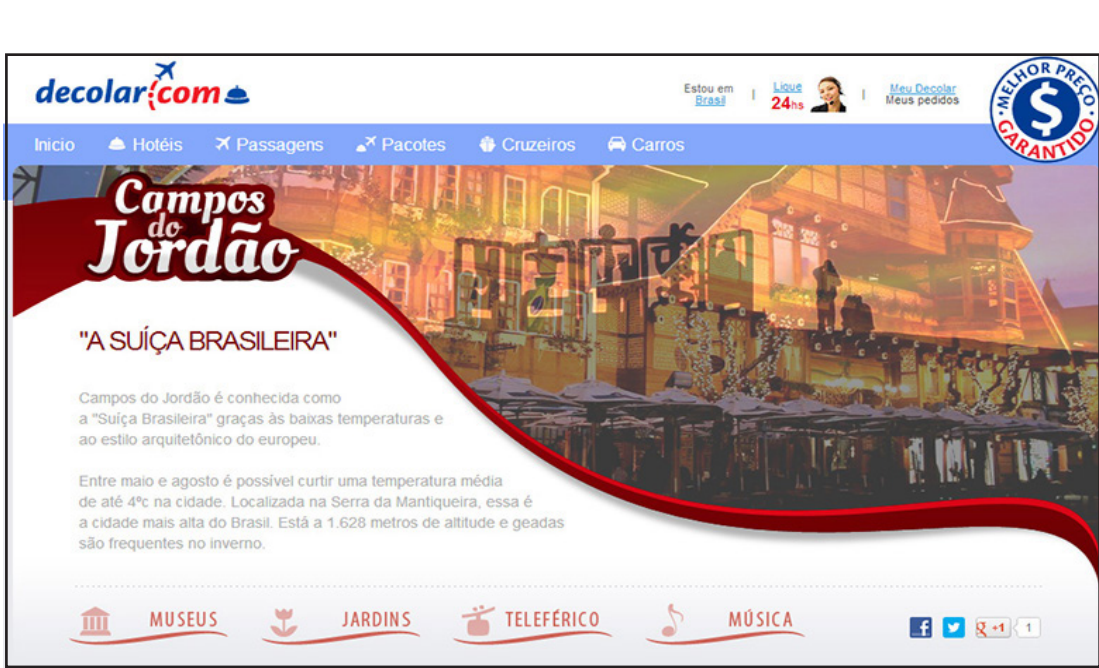 decolar.com
Estou em
Brasil
Ligue
24hs
Meu Decolar
Meus pedidos
·MELHOR PREÇO·
GARANTIDO
$
Inicio
Hotéis
Passagens
Pacotes
Cruzeiros
Carros
Campos
do
Jordão
"A SUÍÇA BRASILEIRA"
Campos do Jordão é conhecida como
a "Suíça Brasileira" graças às baixas temperaturas e
ao estilo arquitetônico do europeu.
Entre maio e agosto é possível curtir uma temperatura média
de até 4ºc na cidade. Localizada na Serra da Mantiqueira, essa é
a cidade mais alta do Brasil. Está a 1.628 metros de altitude e geadas
são frequentes no inverno.
MUSEUS
JARDINS
TELEFÉRICO
MÚSICA
f
g +1
1